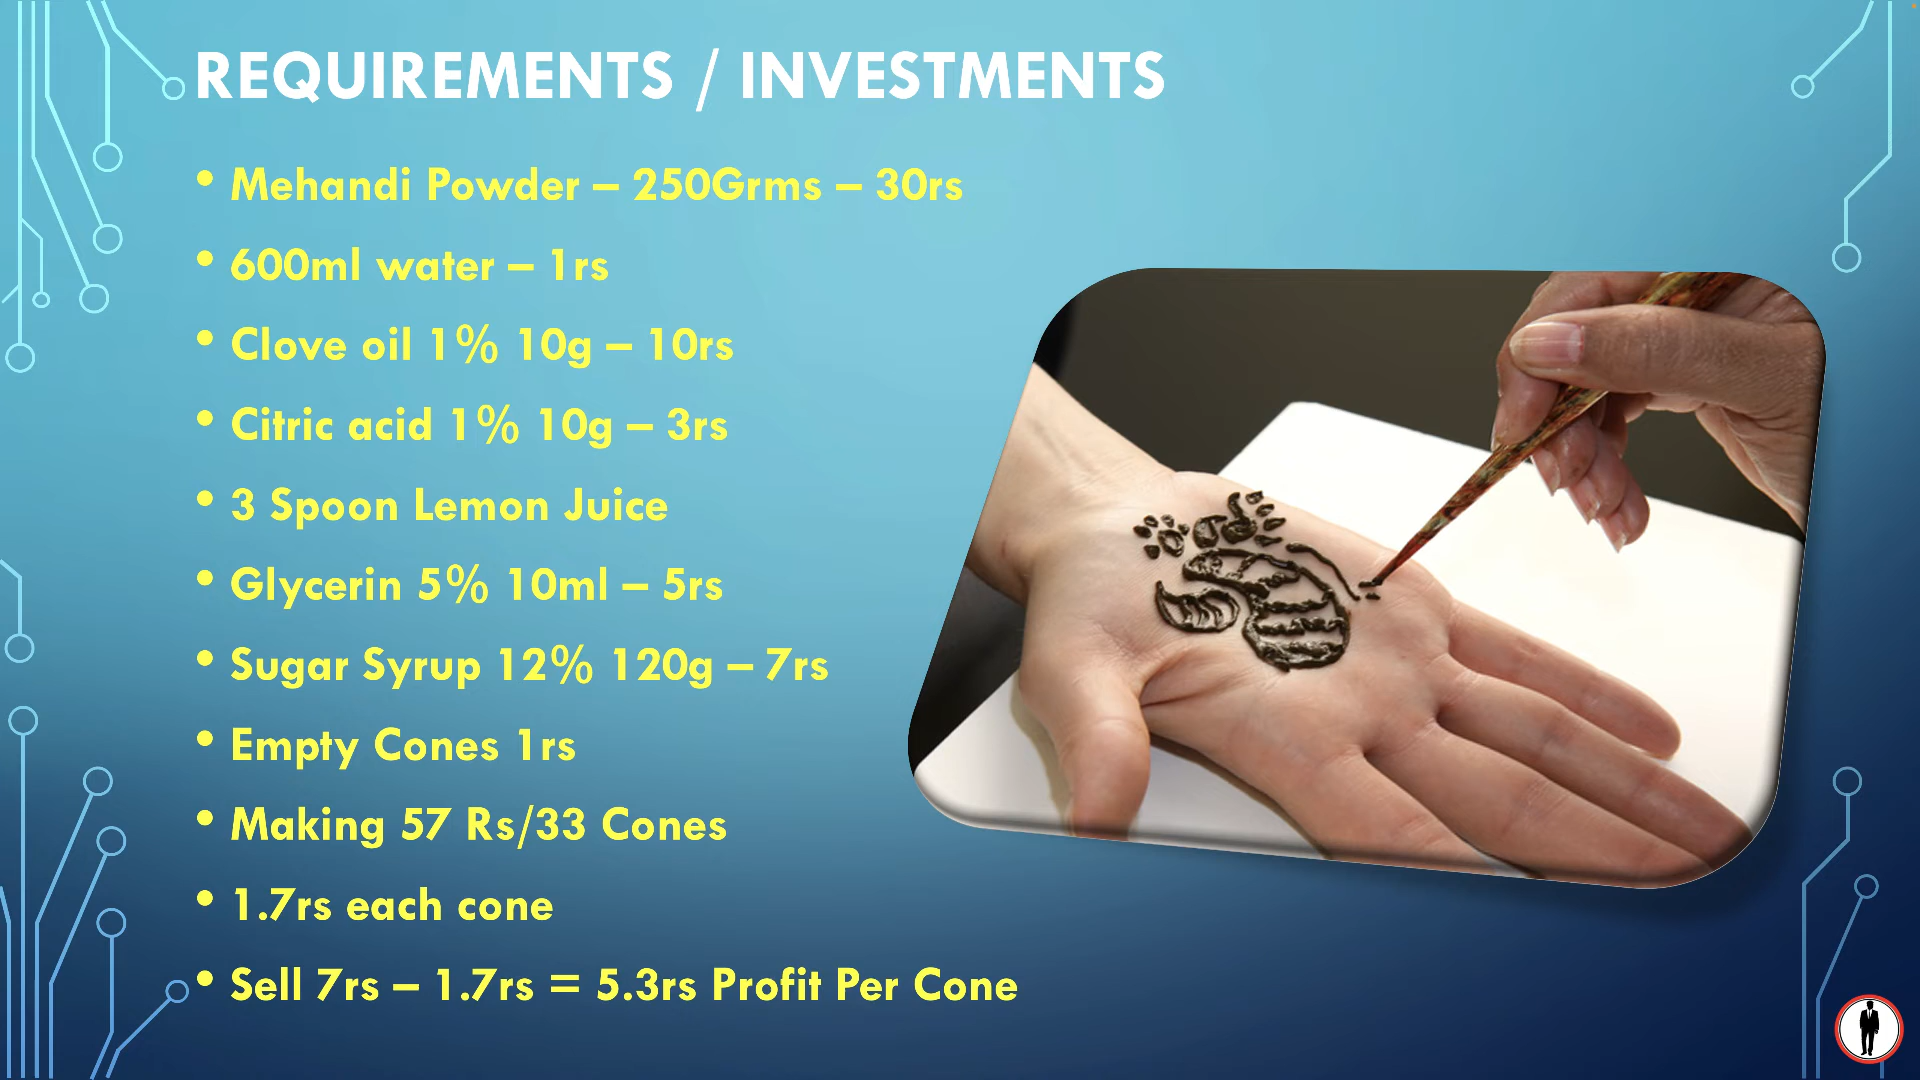 REQUIREMENTS / INVESTMENTS
• Mehandi Powder – 250Grms – 30rs
• 600ml water – 1rs
• Clove oil 1% 10g – 10rs
• Citric acid 1% 10g – 3rs
• 3 Spoon Lemon Juice
• Glycerin 5% 10ml – 5rs
• Sugar Syrup 12% 120g – 7rs
• Empty Cones 1rs
• Making 57 Rs/33 Cones
• 1.7rs each cone
• Sell 7rs – 1.7rs = 5.3rs Profit Per Cone